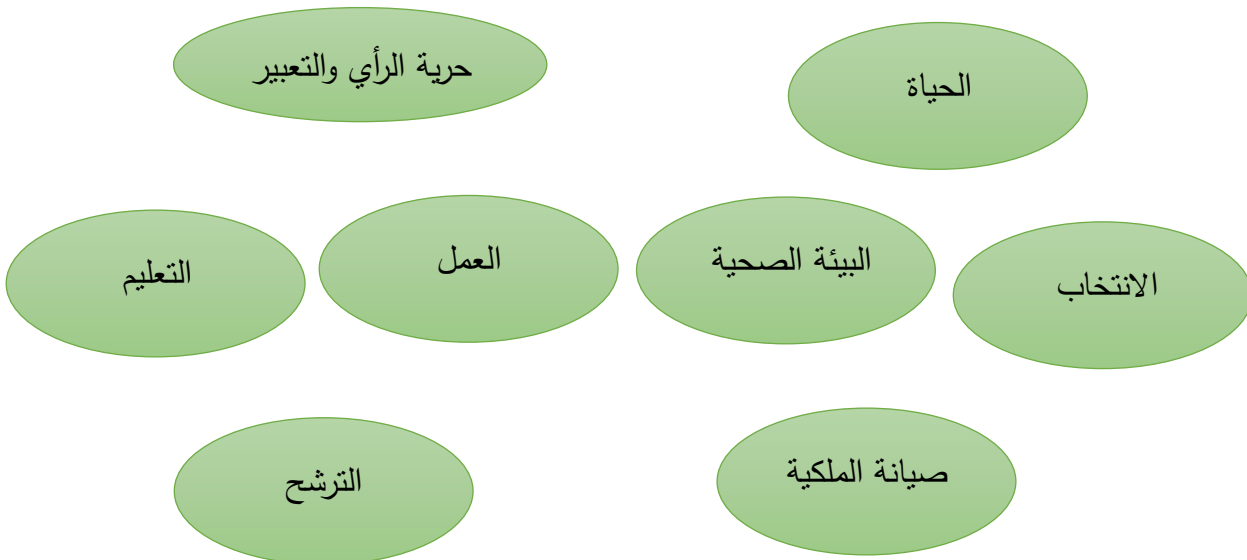 الحياة
حرية الرأي والتعبير
الانتخاب
البيئة الصحية
العمل
التعليم
صيانة الملكية
الترشح